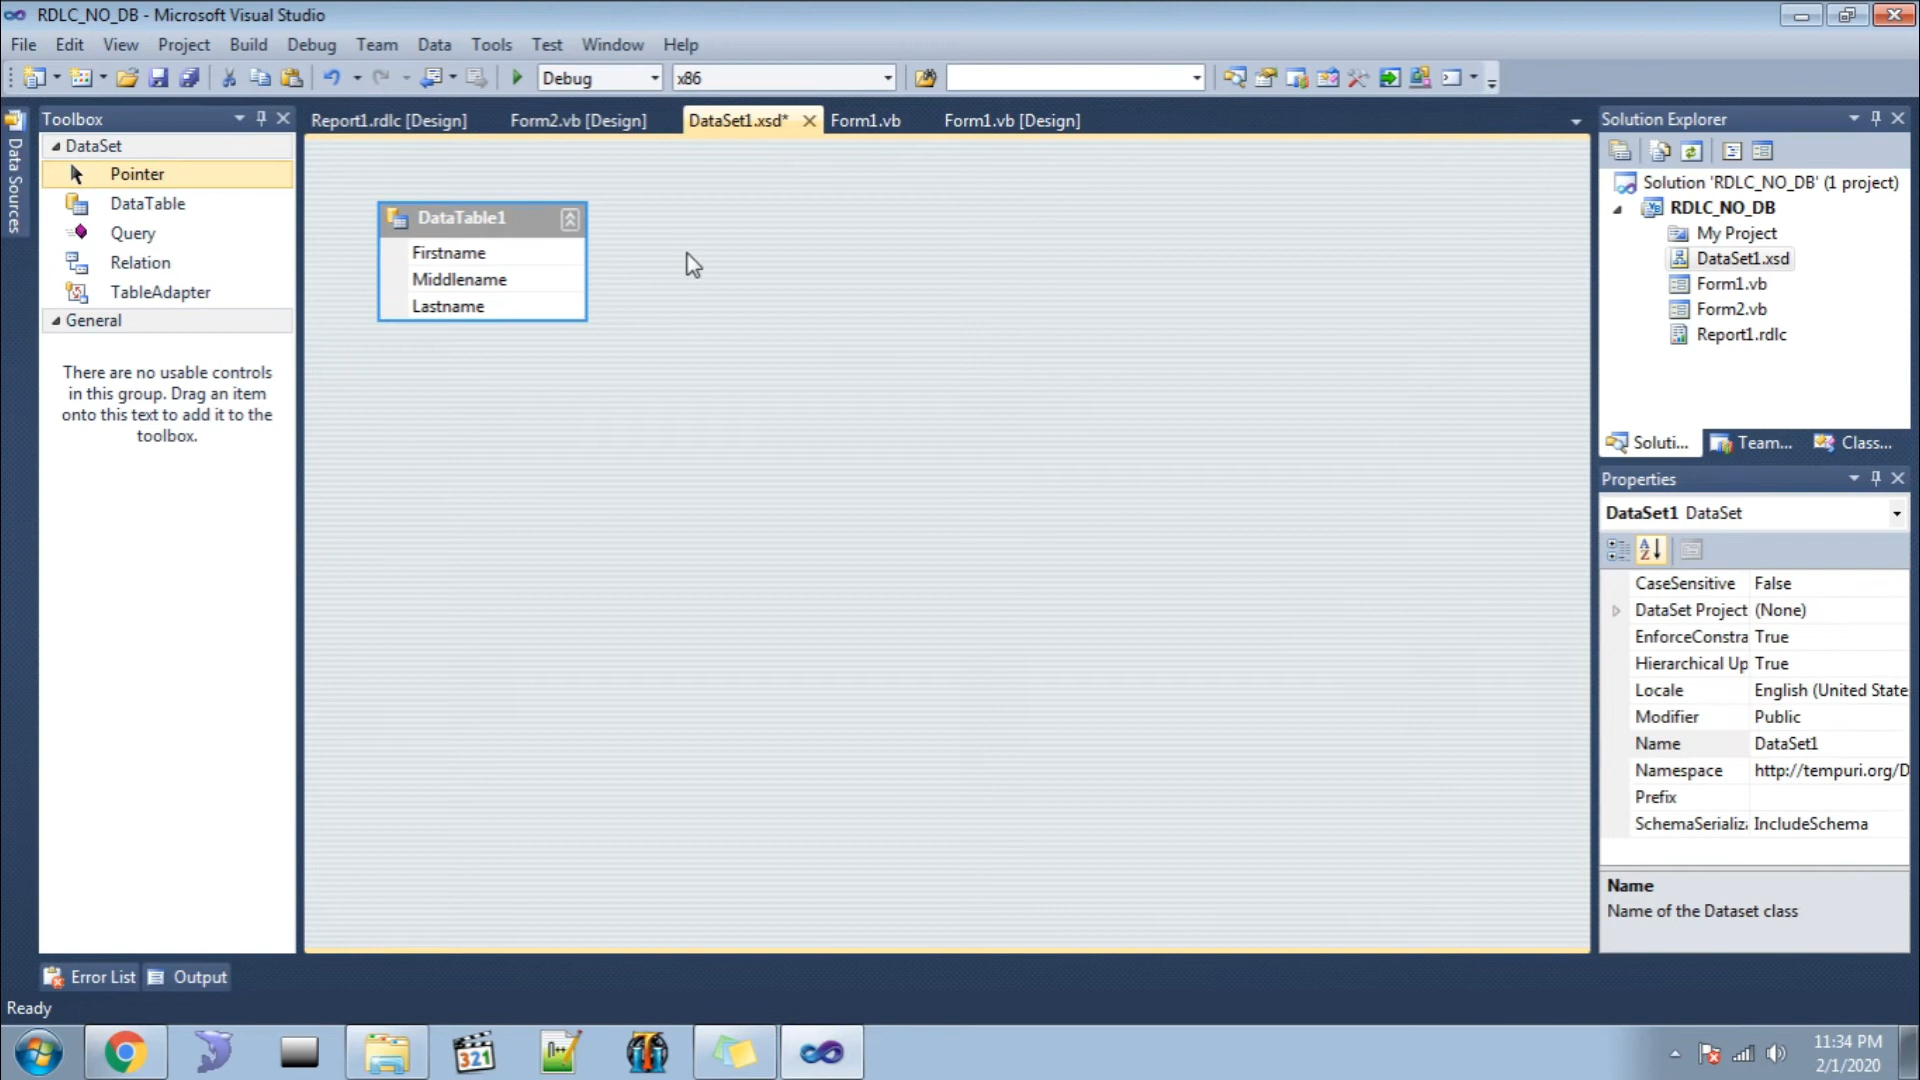 RDLC_NO_DB - Microsoft Visual Studio
File Edit View Project Build Debug Team Data Tools Test Window Help
Debug x86
Data Sources
Toolbox
DataSet
Pointer
DataTable
Query
Relation
TableAdapter
General
There are no usable controls
in this group. Drag an item
onto this text to add it to the
toolbox.
Report1.rdlc [Design] Form2.vb [Design] DataSet1.xsd* Form1.vb Form1.vb [Design]
DataTable1
Firstname
Middlename
Lastname
Solution Explorer
Solution 'RDLC_NO_DB' (1 project)
RDLC_NO_DB
My Project
DataSet1.xsd
Form1.vb
Form2.vb
Report1.rdlc
Soluti... Team... Class...
Properties
DataSet1 DataSet
CaseSensitive False
DataSet Project (None)
EnforceConstra True
Hierarchical Up True
Locale English (United State
Modifier Public
Name DataSet1
Namespace http://tempuri.org/D
Prefix
SchemaSerializ IncludeSchema
Name
Name of the Dataset class
Error List Output
Ready
321
n++
11:34 PM
2/1/2020